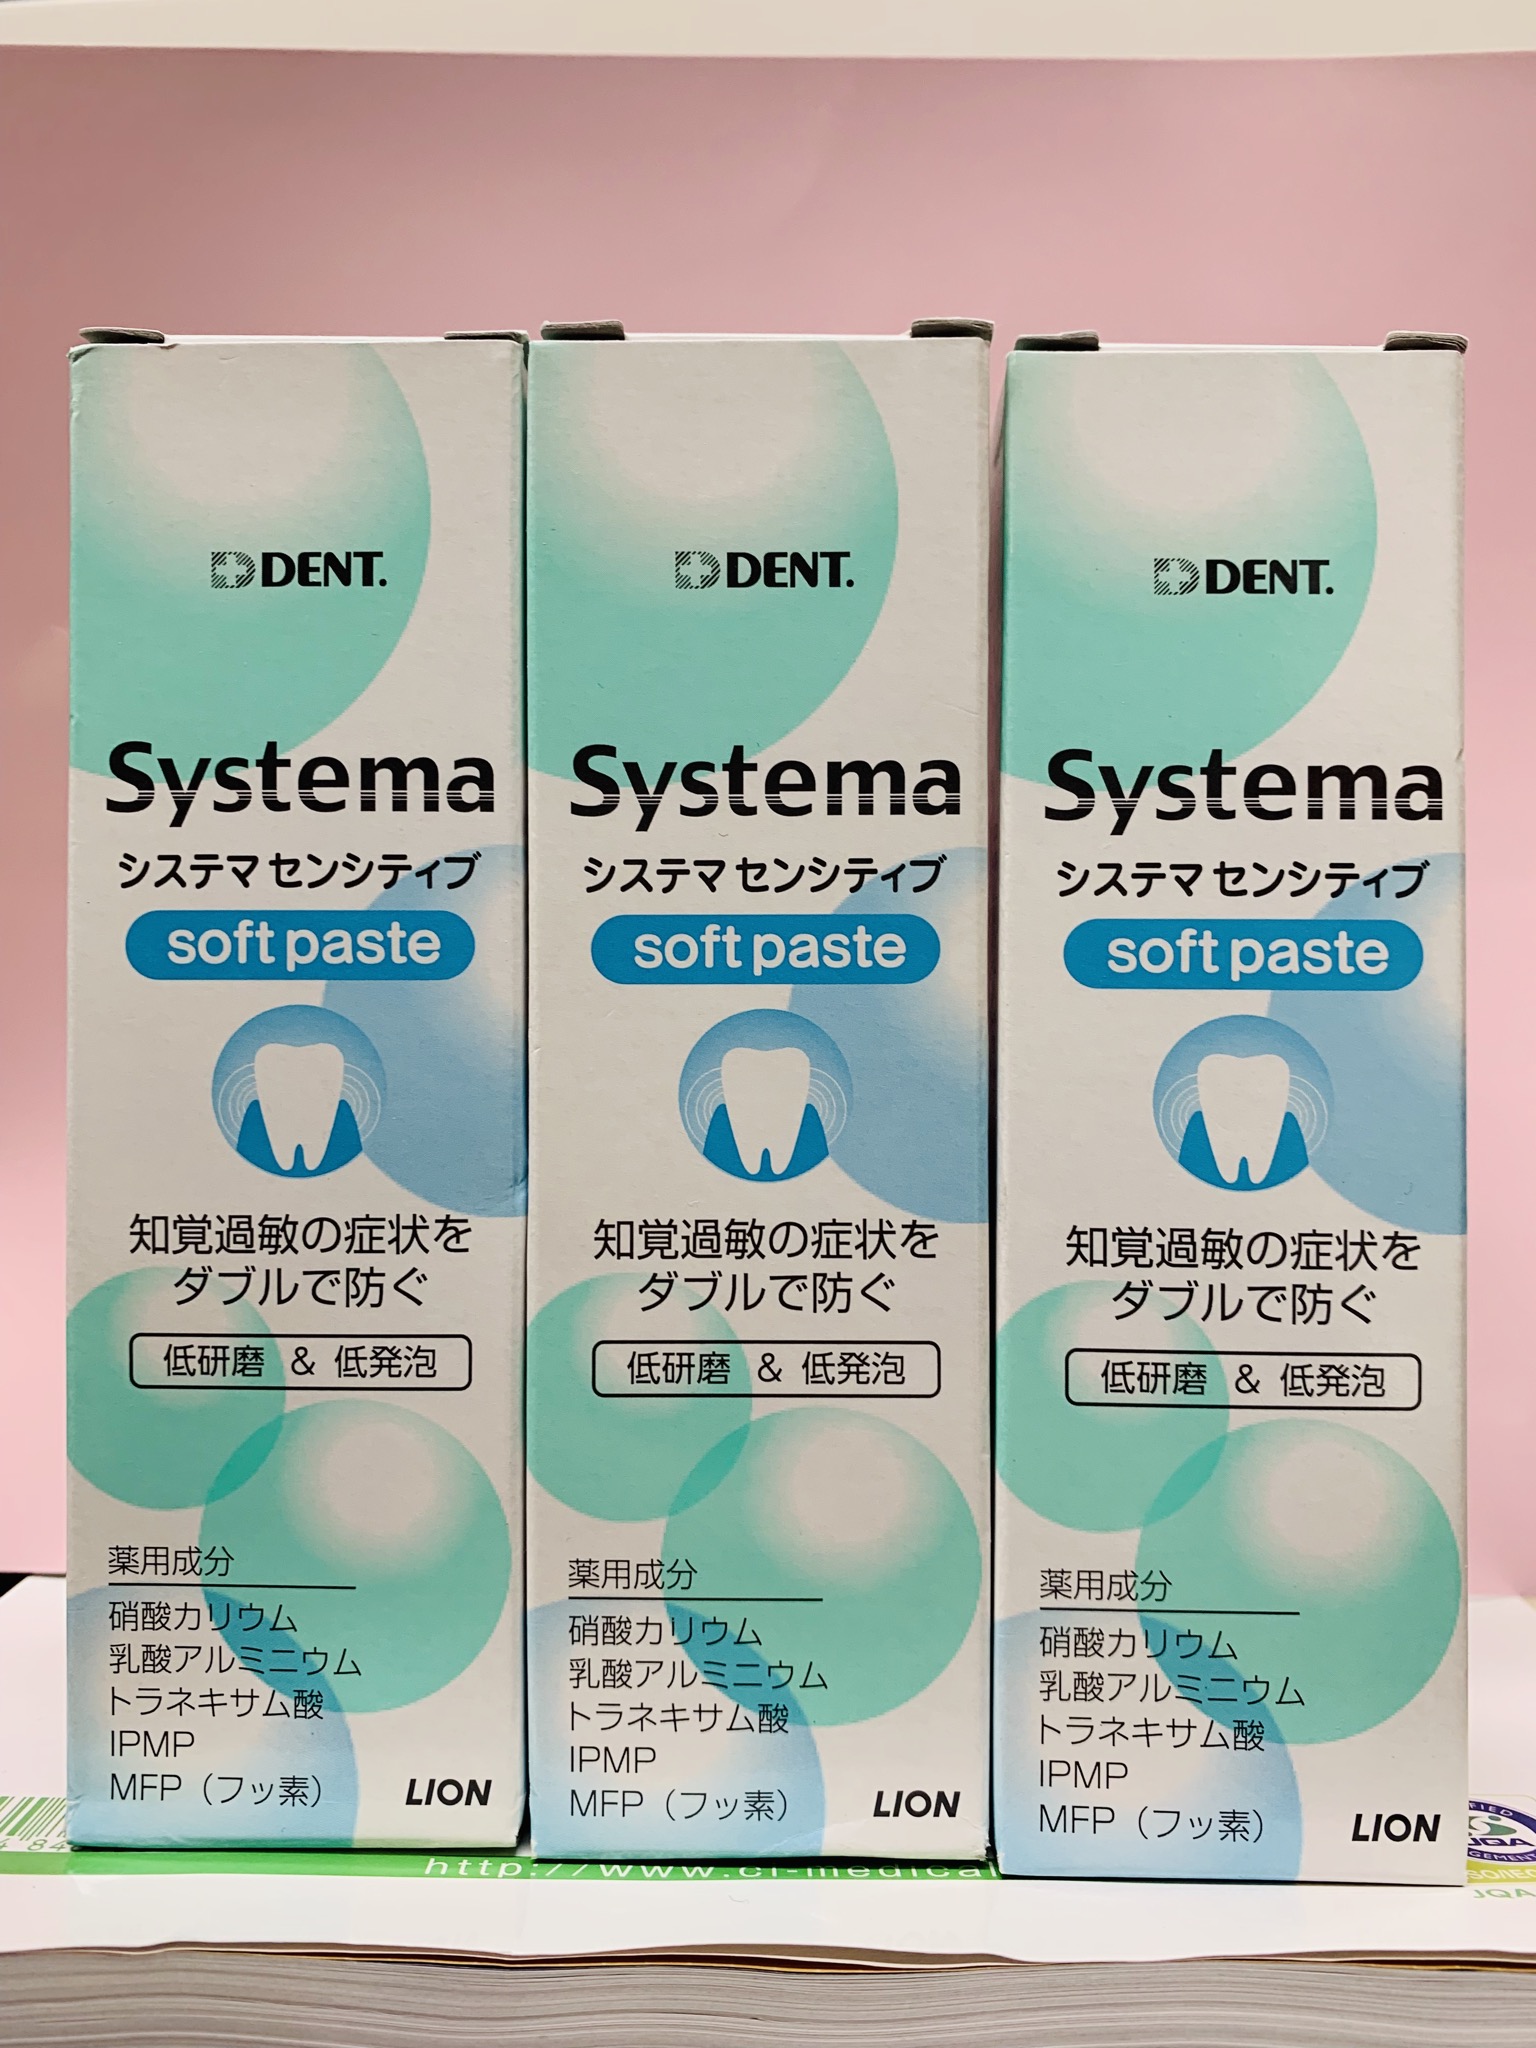 DENT.
Systema
システマ センシティブ
soft paste
知覚過敏の症状を
ダブルで防ぐ
低研磨 & 低発泡
薬用成分
硝酸カリウム
乳酸アルミニウム
トラネキサム酸
IPMP
MFP（フッ素）
LION
DENT.
Systema
システマ センシティブ
soft paste
知覚過敏の症状を
ダブルで防ぐ
低研磨 & 低発泡
薬用成分
硝酸カリウム
乳酸アルミニウム
トラネキサム酸
IPMP
MFP（フッ素）
LION
DENT.
Systema
システマ センシティブ
soft paste
知覚過敏の症状を
ダブルで防ぐ
低研磨 & 低発泡
薬用成分
硝酸カリウム
乳酸アルミニウム
トラネキサム酸
IPMP
MFP（フッ素）
LION
http://www.ci-medical
JQA